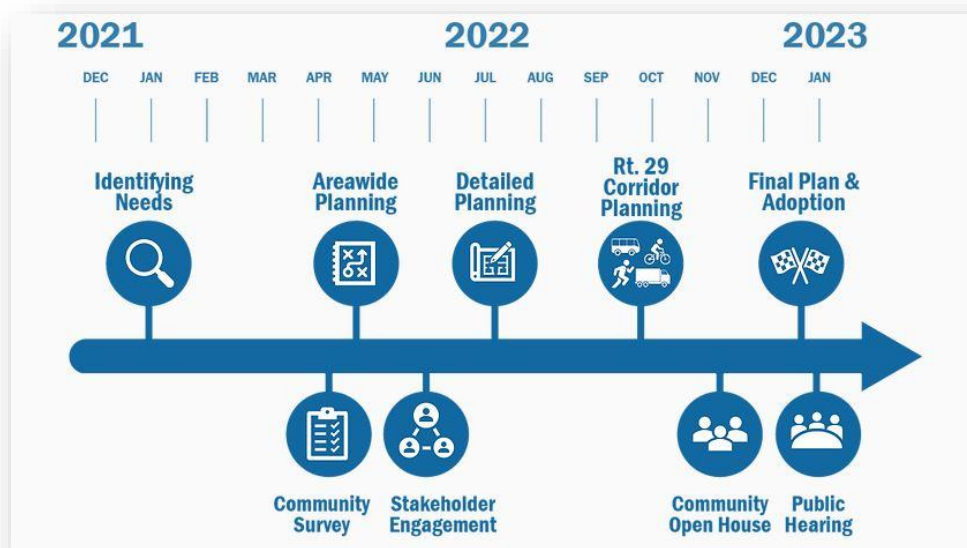 2021 2022 2023
DEC JAN FEB MAR APR MAY JUN JUL AUG SEP OCT NOV DEC JAN
Identifying
Needs
Areawide
Planning
Detailed
Planning
Rt. 29
Corridor
Planning
Final Plan &
Adoption
Community
Survey
Stakeholder
Engagement
Community
Open House
Public
Hearing